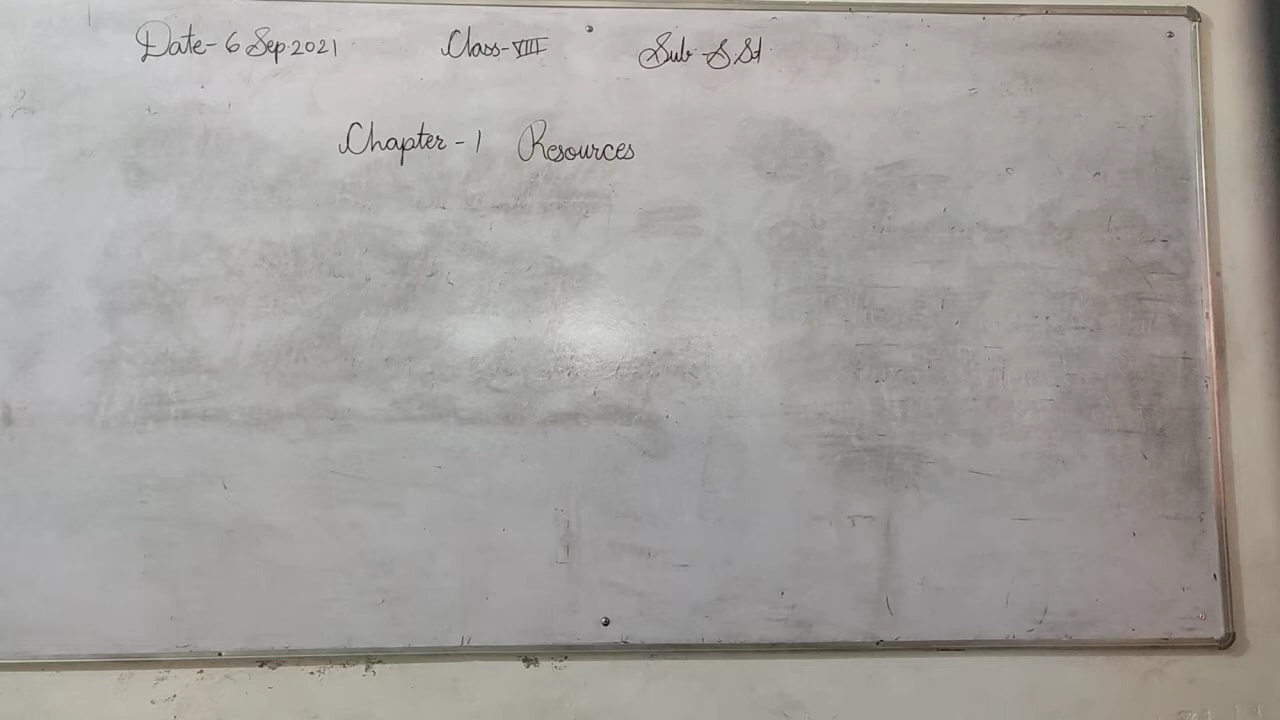 Date- 6 Sep. 2021 Class-VIII Sub-S.St.
Chapter-1 Resources